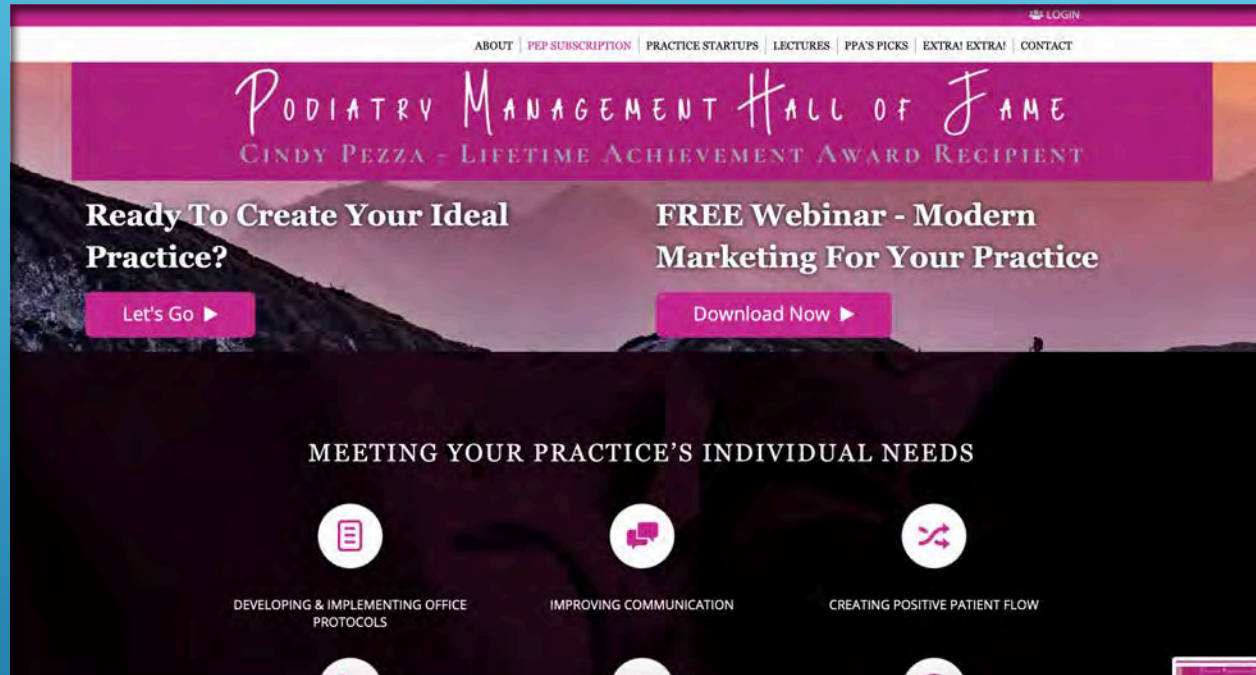 LOGIN
ABOUT PEP SUBSCRIPTION PRACTICE STARTUPS LECTURES PPA'S PICKS EXTRA! EXTRA! CONTACT
PODIATRY MANAGEMENT HALL OF FAME
CINDY PEZZA - LIFETIME ACHIEVEMENT AWARD RECIPIENT
Ready To Create Your Ideal
Practice?
Let's Go
FREE Webinar - Modern
Marketing For Your Practice
Download Now
MEETING YOUR PRACTICE'S INDIVIDUAL NEEDS
DEVELOPING & IMPLEMENTING OFFICE
PROTOCOLS
IMPROVING COMMUNICATION
CREATING POSITIVE PATIENT FLOW